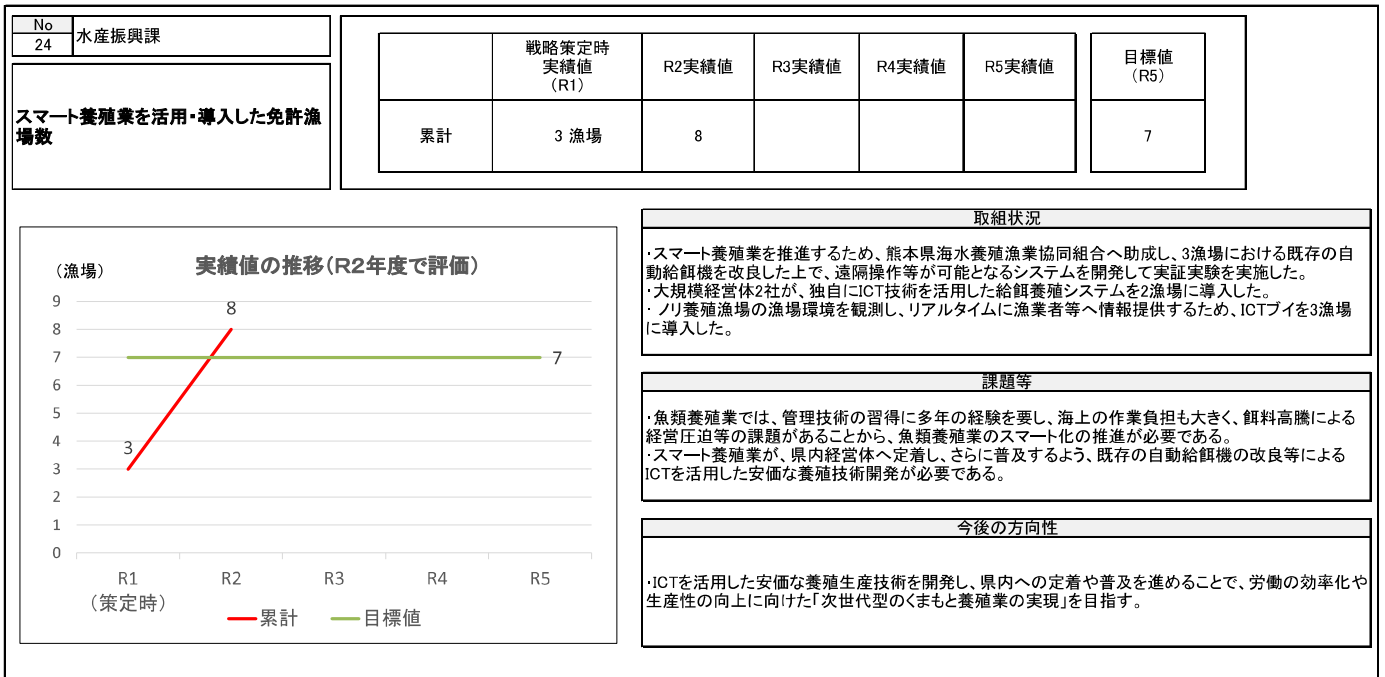 No
24
水産振興課
スマート養殖業を活用・導入した免許漁
場数
戦略策定時
実績値
（R1）
R2実績値
R3実績値
R4実績値
R5実績値
目標値
（R5）
累計
3 漁場
8
7
実績値の推移（R２年度で評価）
（漁場）
9
8
7
6
5
4
3
2
1
0
3
8
7
R1
（策定時）
R2
R3
R4
R5
累計
目標値
取組状況
・スマート養殖業を推進するため、熊本県海水養殖漁業協同組合へ助成し、3漁場における既存の自
動給餌機を改良した上で、遠隔操作等が可能となるシステムを開発して実証実験を実施した。
・大規模経営体2社が、独自にICT技術を活用した給餌養殖システムを2漁場に導入した。
・ノリ養殖漁場の漁場環境を観測し、リアルタイムに漁業者等へ情報提供するため、ICTブイを3漁場
に導入した。
課題等
・魚類養殖業では、管理技術の習得に多年の経験を要し、海上の作業負担も大きく、餌料高騰による
経営圧迫等の課題があることから、魚類養殖業のスマート化の推進が必要である。
・スマート養殖業が、県内経営体へ定着し、さらに普及するよう、既存の自動給餌機の改良等による
ICTを活用した安価な養殖技術開発が必要である。
今後の方向性
・ICTを活用した安価な養殖生産技術を開発し、県内への定着や普及を進めることで、労働の効率化や
生産性の向上に向けた「次世代型のくまもと養殖業の実現」を目指す。